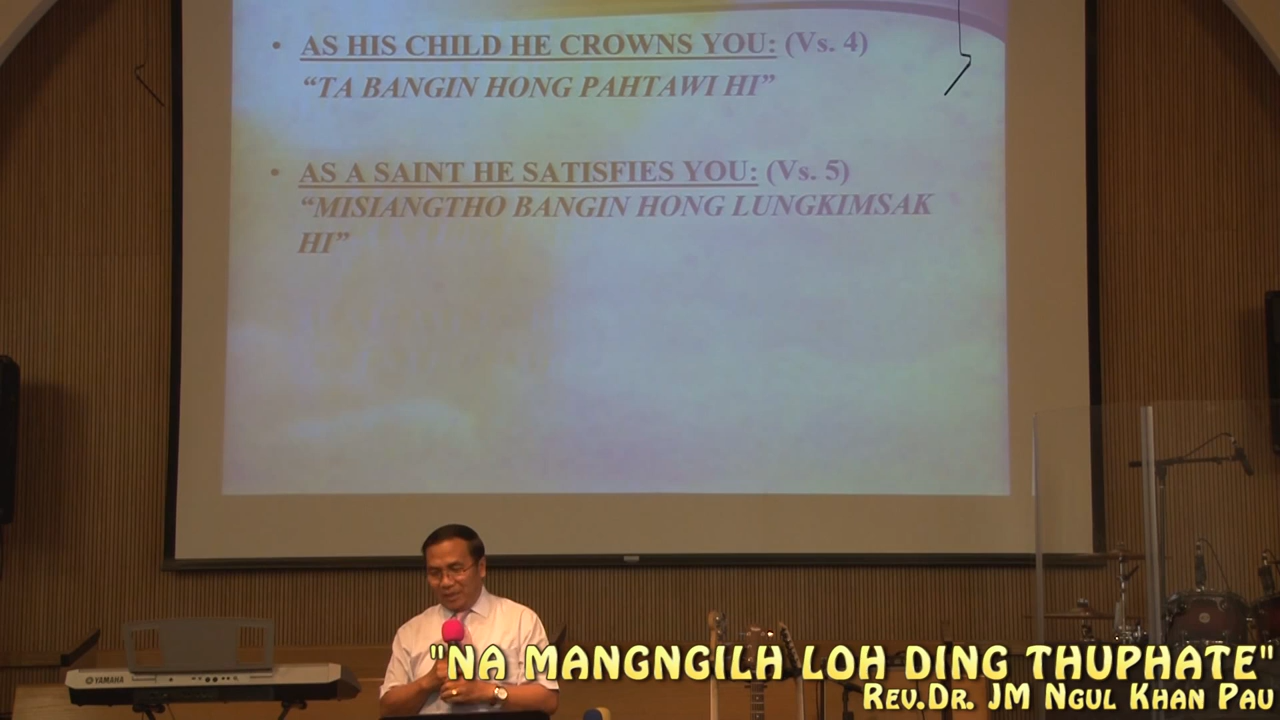 • AS HIS CHILD HE CROWNS YOU: (Vs. 4)
“TA BANGIN HONG PAHTAWI HI”
• AS A SAINT HE SATISFIES YOU: (Vs. 5)
“MISIANGTHO BANGIN HONG LUNGKIMSAK
HI”
YAMAHA
"NA MANGNGILH LOH DING THUPHATE"
REV.DR. JM NGUL KHAN PAU